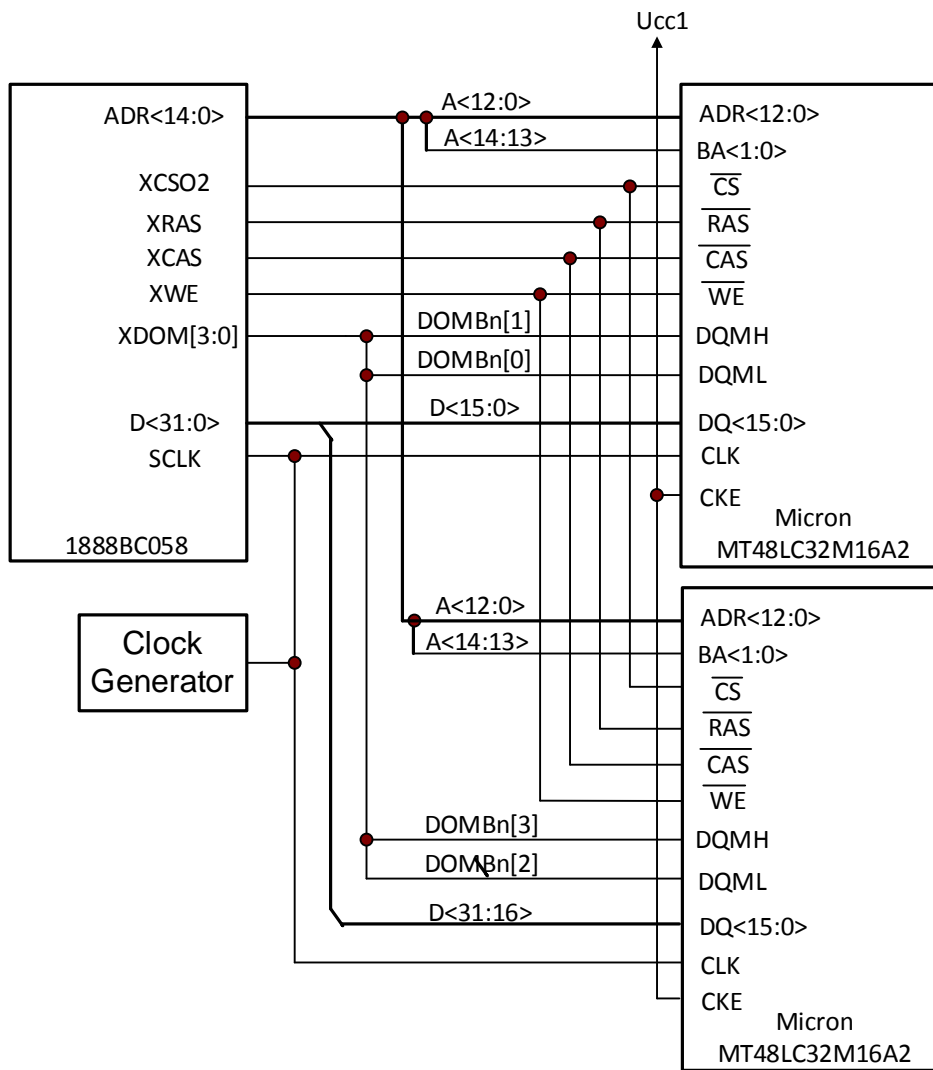 Ucc1
ADR<14:0>
XCSO2
XRAS
XCAS
XWE
XDOM[3:0]
D<31:0>
SCLK
1888BC058
A<12:0>
A<14:13>
DOMBn[1]
DOMBn[0]
D<15:0>
ADR<12:0>
BA<1:0>
CS
RAS
CAS
WE
DQMH
DQML
DQ<15:0>
CLK
CKE
Micron
MT48LC32M16A2
Clock
Generator
A<12:0>
A<14:13>
DOMBn[3]
DOMBn[2]
D<31:16>
ADR<12:0>
BA<1:0>
CS
RAS
CAS
WE
DQMH
DQML
DQ<15:0>
CLK
CKE
Micron
MT48LC32M16A2